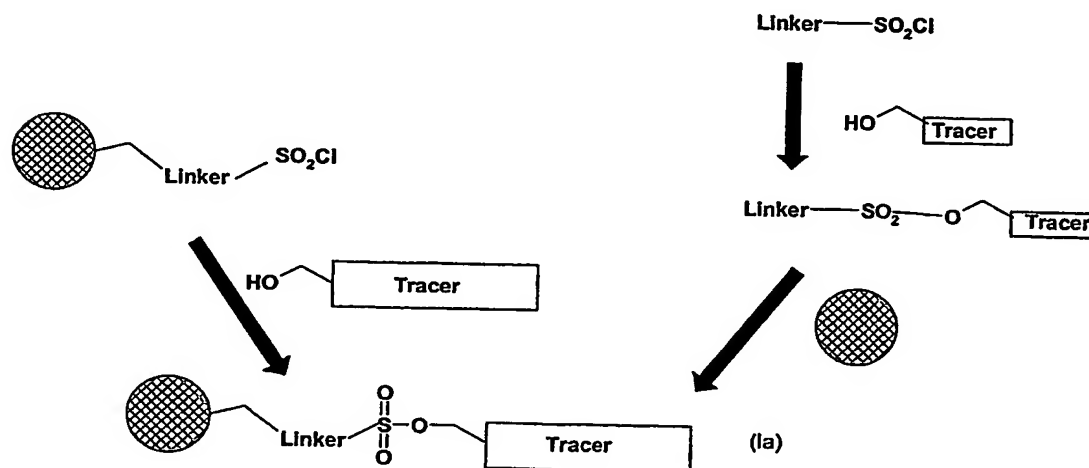 Linker—SO2Cl
HO
Tracer
Linker
SO2Cl
Linker—SO2—O
Tracer
HO
Tracer
O
Linker
S
O
Tracer
O
(Ia)